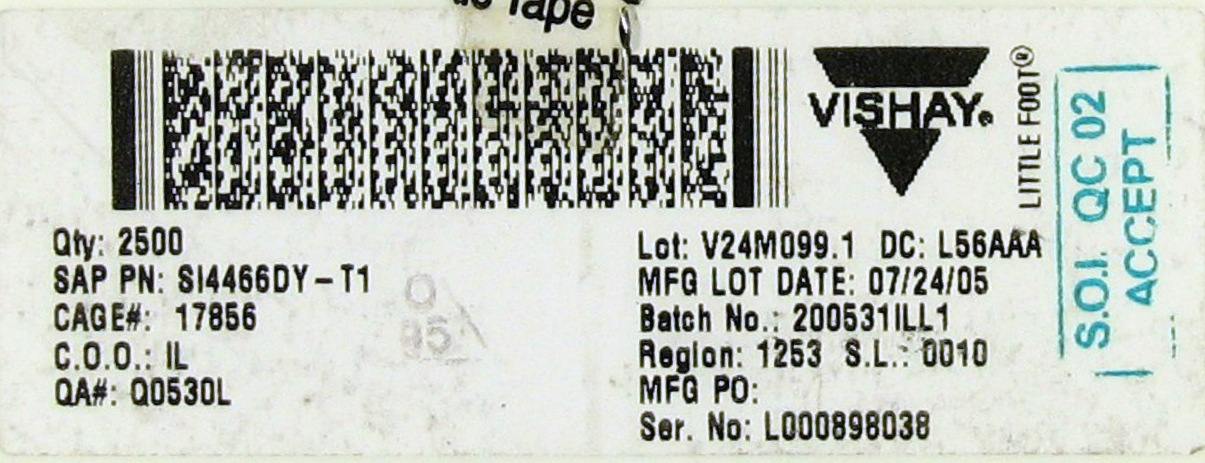 Tape
VISHAY®
LITTLE FOOT®
S.O.I. QC 02
ACCEPT
Qty: 2500
SAP PN: SI4466DY-T1
CAGE#: 17856
C.O.O.: IL
QA#: Q0530L
Lot: V24M099.1 DC: L56AAA
MFG LOT DATE: 07/24/05
Batch No.: 200531ILL1
Region: 1253 S.L.: 0010
MFG PO:
Ser. No: L000898038